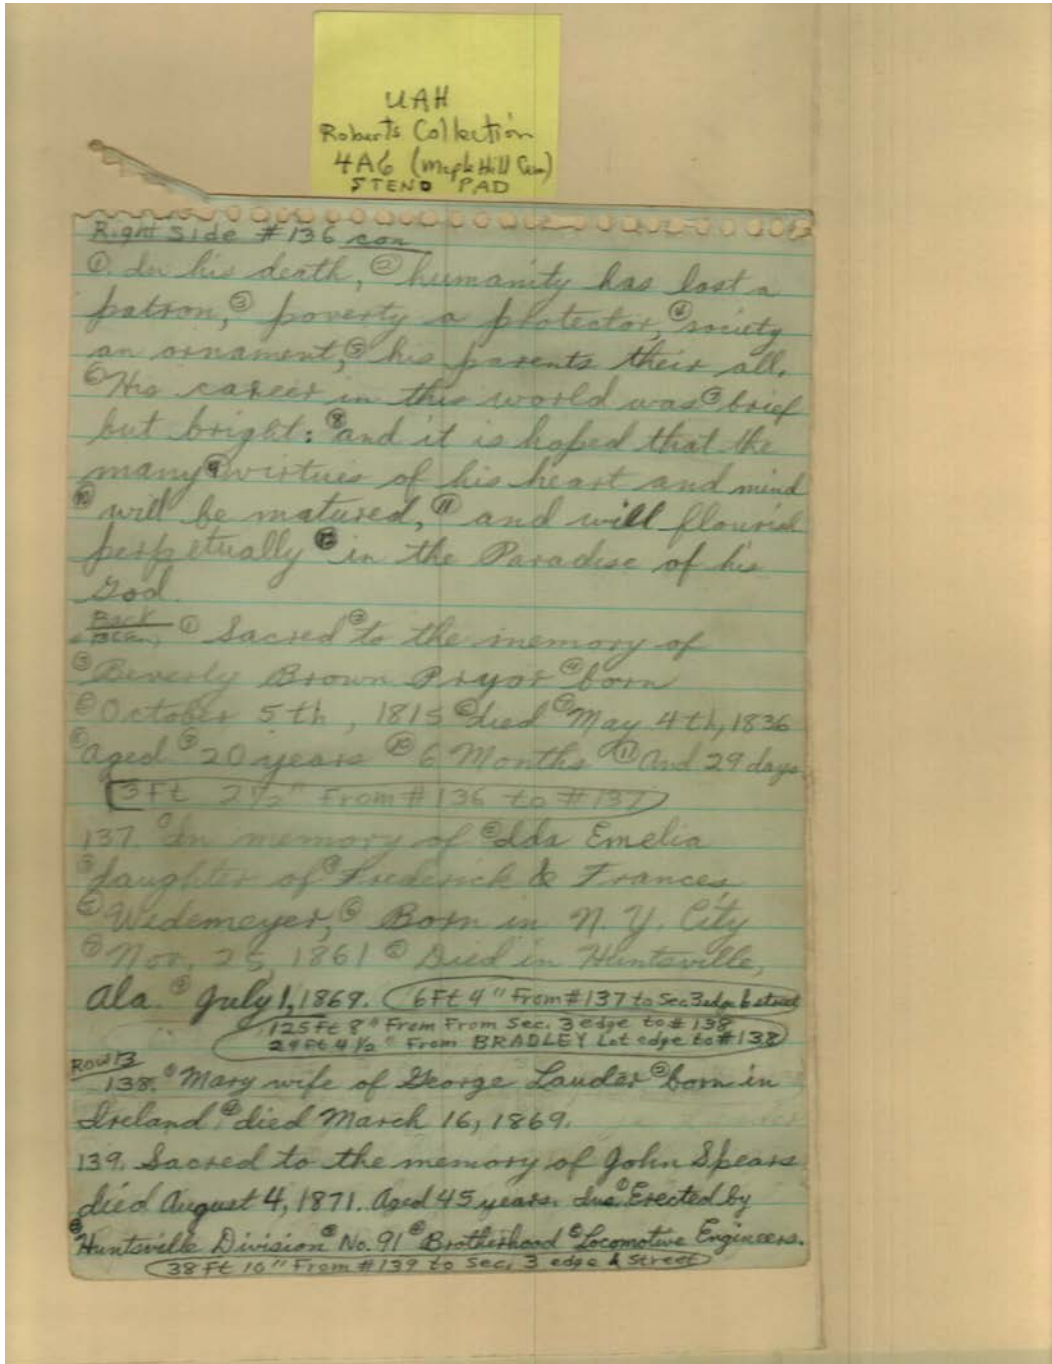 UAH
Roberts Collection
4A6 (Maple Hill Cem)
STENO PAD
Right side #136 con
① In his death, ② humanity has lost a
patron, ③ poverty a protector, ④ society
an ornament, ⑤ his parents their all.
⑥ His career in this world was ⑦ brief
but bright: ⑧ and it is hoped that the
many ⑨ virtues of his heart and mind
⑩ will be matured, ⑪ and will flourish
perpetually ⑫ in the Paradise of his
God.
Back
① Sacred ② to the memory of
③ Beverly Brown Pryor ④ born
⑤ October 5th, 1815 ⑥ died ⑦ May 4th, 1836
⑧ Aged ⑨ 20 years ⑩ 6 Months ⑪ And 29 days.
3 Ft 2 1/2" From #136 to #137
137. ① In memory of ② Ida Emelia
③ daughter of ④ Frederick & Frances
⑤ Wedemeyer, ⑥ Born in N. Y. City
⑦ Nov. 25, 1861 ⑧ Died in Huntsville,
Ala. ⑨ July 1, 1869. 6 Ft 4" From #137 to Sec. 3 edge & street
125 Ft 8" From From Sec. 3 edge to #138
29 Ft 4 1/2" From BRADLEY Lot edge to #138
Row 13
138. ① Mary wife of George Lauder ② born in
Ireland ③ died March 16, 1869.
139. Sacred to the memory of John Spears
died August 4, 1871. Aged 45 years. Ins. ① Erected by
② Huntsville Division ③ No. 91 ④ Brotherhood ⑤ Locomotive Engineers.
38 Ft 10" From #139 to Sec. 3 edge & Street